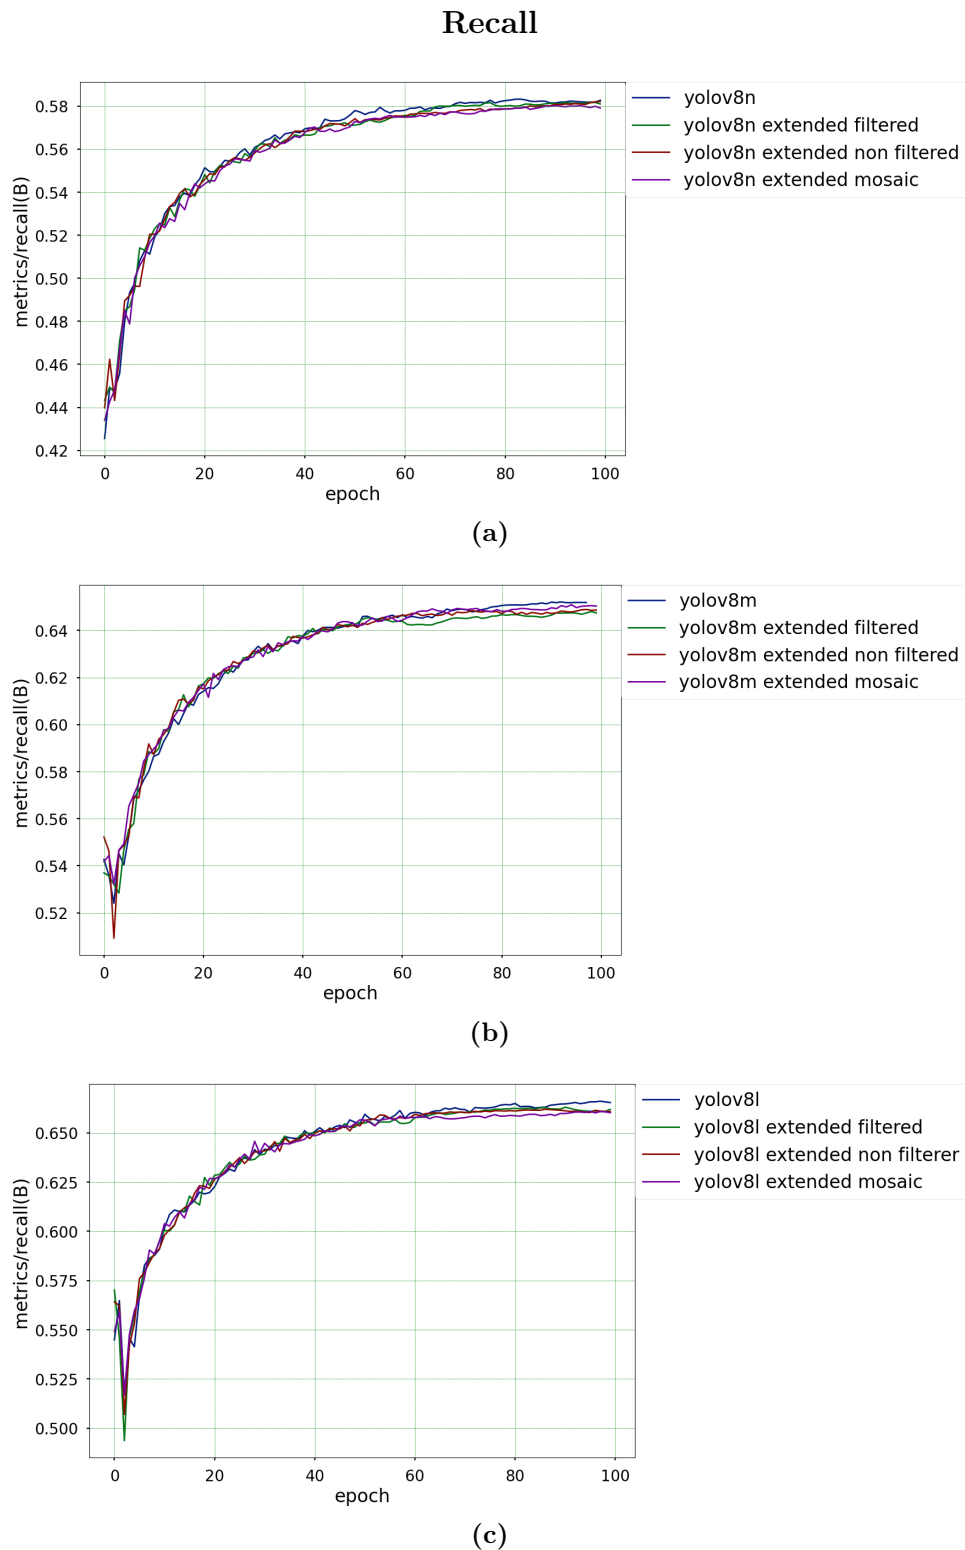 Recall
0.58
0.56
0.54
0.52
0.50
0.48
0.46
0.44
0.42
metrics/recall(B)
0 20 40 60 80 100
epoch
yolov8n
yolov8n extended filtered
yolov8n extended non filtered
yolov8n extended mosaic
(a)
0.64
0.62
0.60
0.58
0.56
0.54
0.52
metrics/recall(B)
0 20 40 60 80 100
epoch
yolov8m
yolov8m extended filtered
yolov8m extended non filtered
yolov8m extended mosaic
(b)
0.650
0.625
0.600
0.575
0.550
0.525
0.500
metrics/recall(B)
0 20 40 60 80 100
epoch
yolov8l
yolov8l extended filtered
yolov8l extended non filterer
yolov8l extended mosaic
(c)